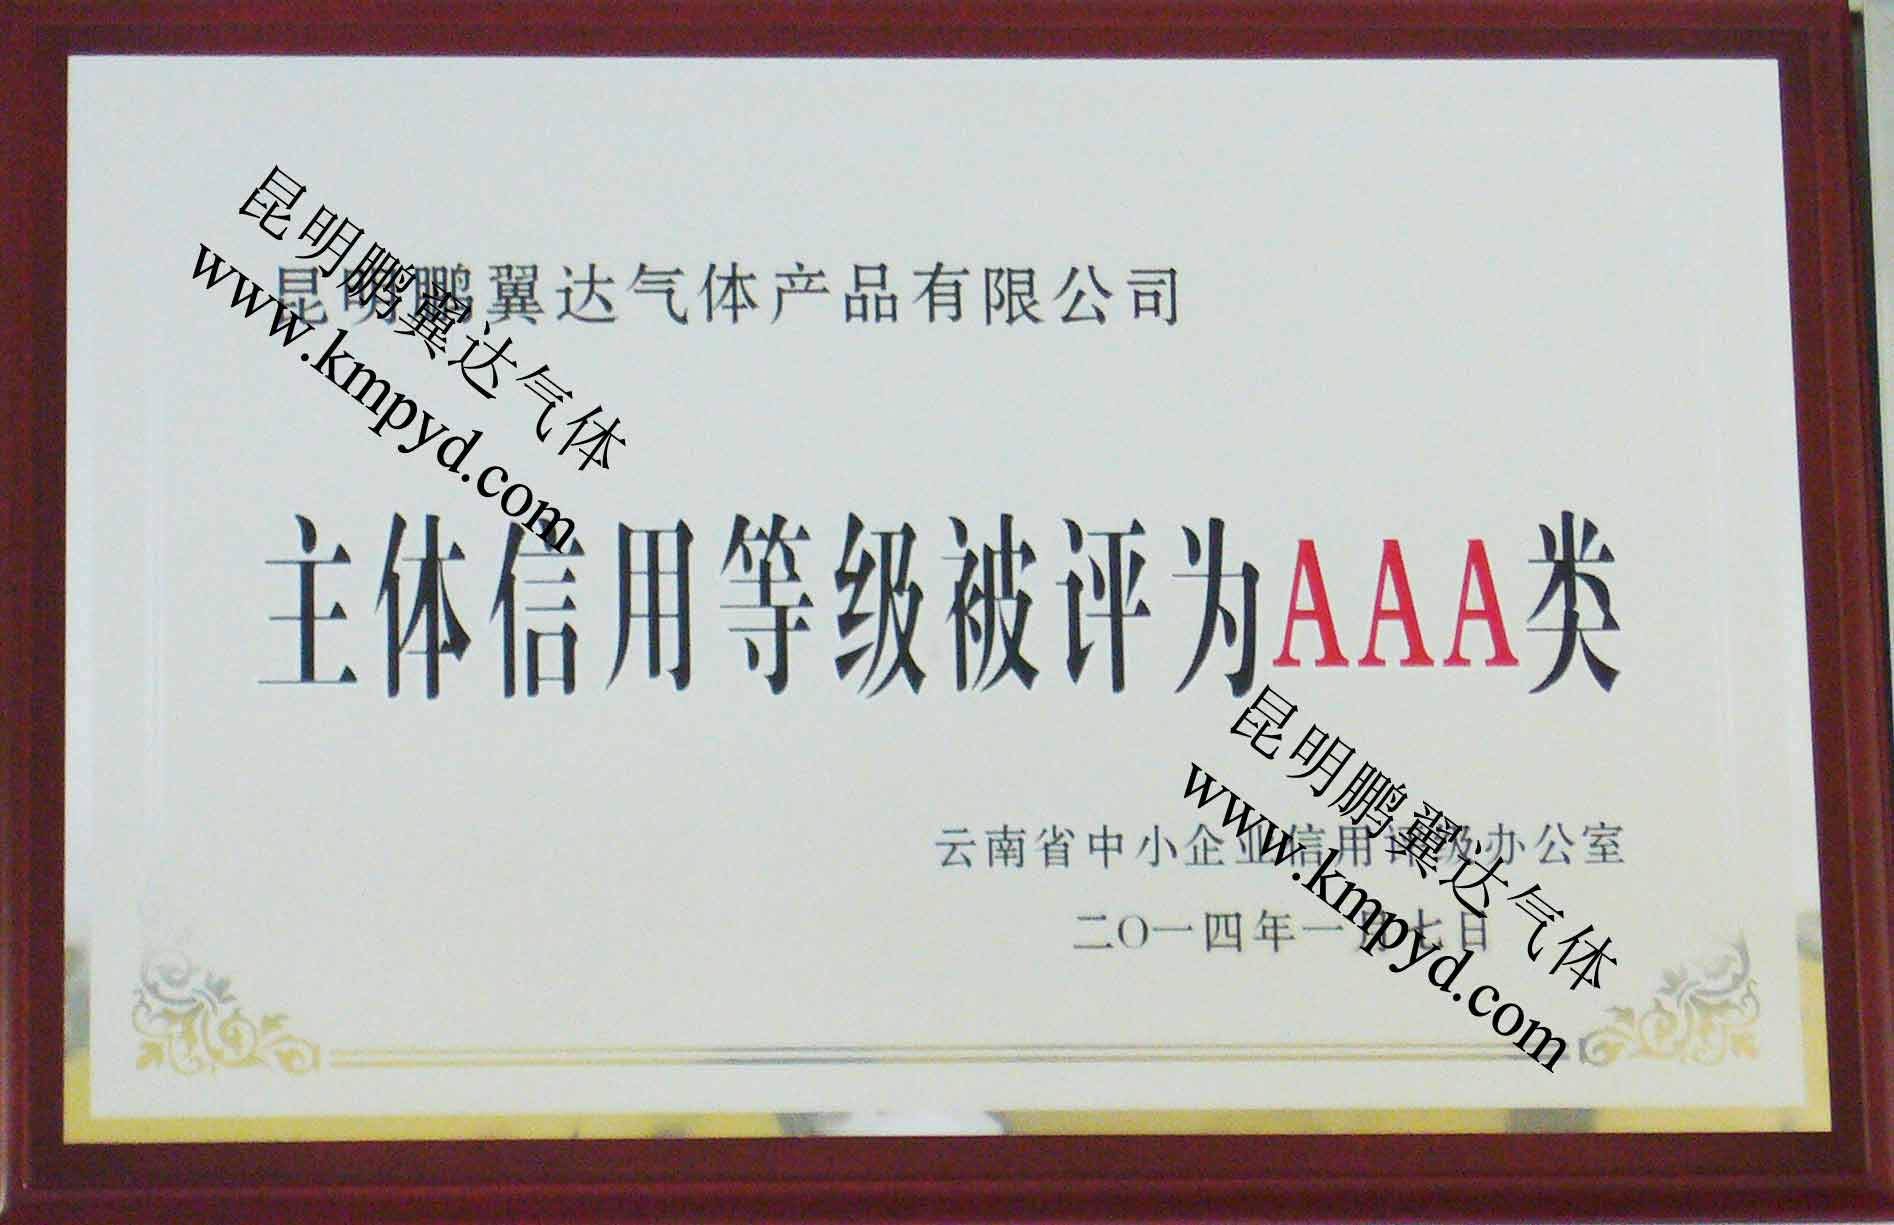 昆明鹏翼达气体产品有限公司
昆明鹏翼达气体
www.kmpyd.com
主体信用等级被评为AAA类
云南省中小企业信用评级办公室
二〇一四年一月七日
昆明鹏翼达气体
www.kmpyd.com